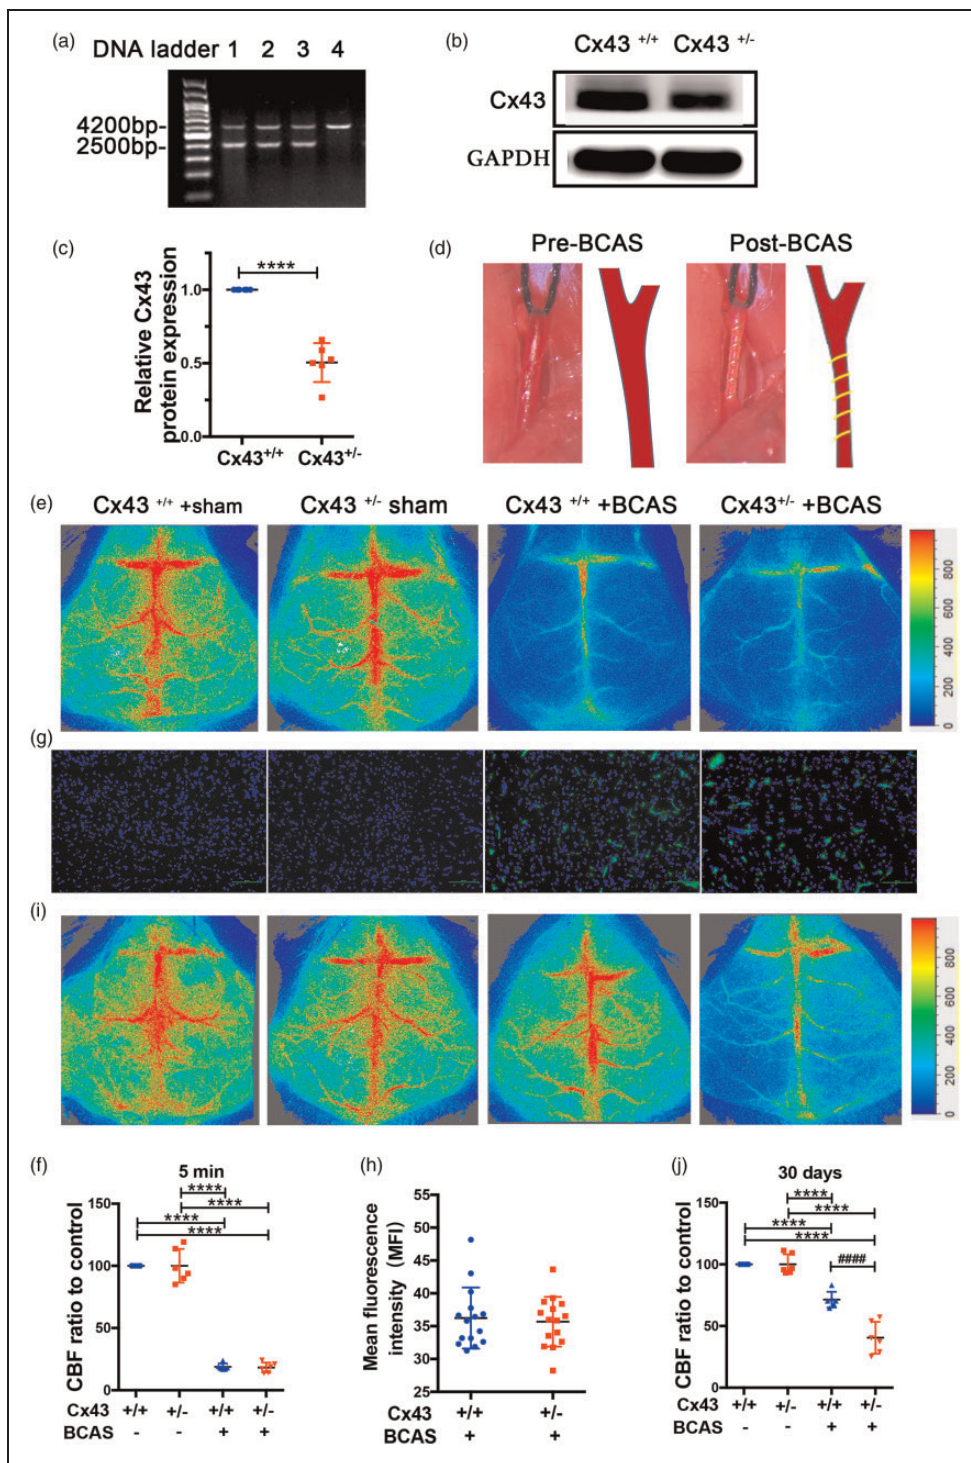 (a)
DNA ladder 1 2 3 4
4200bp-
2500bp-
(b)
Cx43 +/+ Cx43 +/-
Cx43
GAPDH
(c)
Relative Cx43
protein expression
****
1.0
0.5
0.0
Cx43+/+ Cx43+/-
(d)
Pre-BCAS Post-BCAS
(e)
Cx43 +/+ +sham Cx43 +/- sham Cx43 +/+ +BCAS Cx43+/- +BCAS
800
600
400
200
0
(g)
(i)
800
600
400
200
0
(f)
5 min
CBF ratio to control
****
****
****
****
150
100
50
0
Cx43 +/+ +/- +/+ +/-
BCAS - - + +
(h)
Mean fluorescence
intensity (MFI)
55
50
45
40
35
30
25
Cx43 +/+ +/-
BCAS + +
(j)
30 days
CBF ratio to control
****
****
****
****
####
150
100
50
0
Cx43 +/+ +/- +/+ +/-
BCAS - - + +